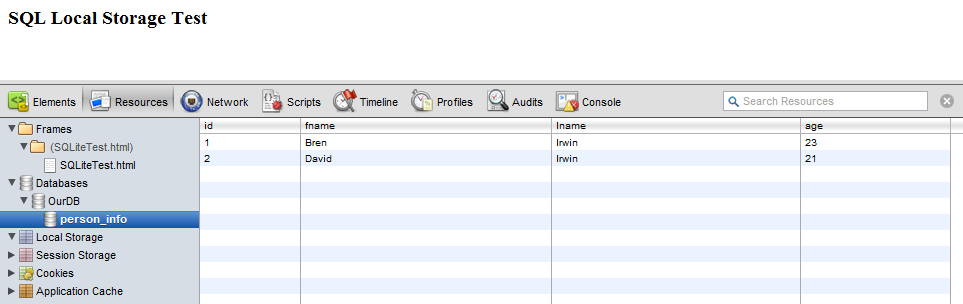 SQL Local Storage Test
Elements Resources Network Scripts Timeline Profiles Audits Console Search Resources
Frames
(SQLiteTest.html)
SQLiteTest.html
Databases
OurDB
person_info
Local Storage
Session Storage
Cookies
Application Cache
id fname lname age
1 Bren Irwin 23
2 David Irwin 21